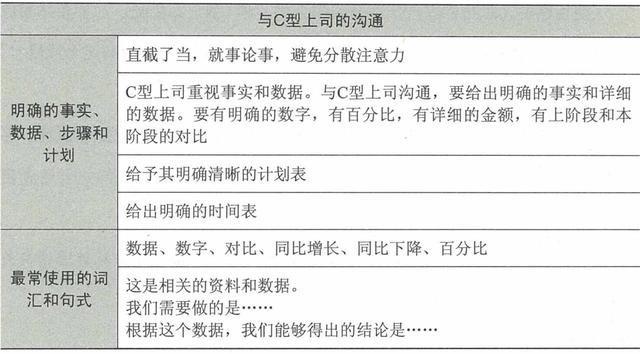 与C型上司的沟通
明确的事实、
数据、步骤和
计划
直截了当，就事论事，避免分散注意力
C型上司重视事实和数据。与C型上司沟通，要给出明确的事实和详细
的数据。要有明确的数字，有百分比，有详细的金额，有上阶段和本
阶段的对比
给予其明确清晰的计划表
给出明确的时间表
最常使用的词
汇和句式
数据、数字、对比、同比增长、同比下降、百分比
这是相关的资料和数据。
我们需要做的是……
根据这个数据，我们能够得出的结论是……